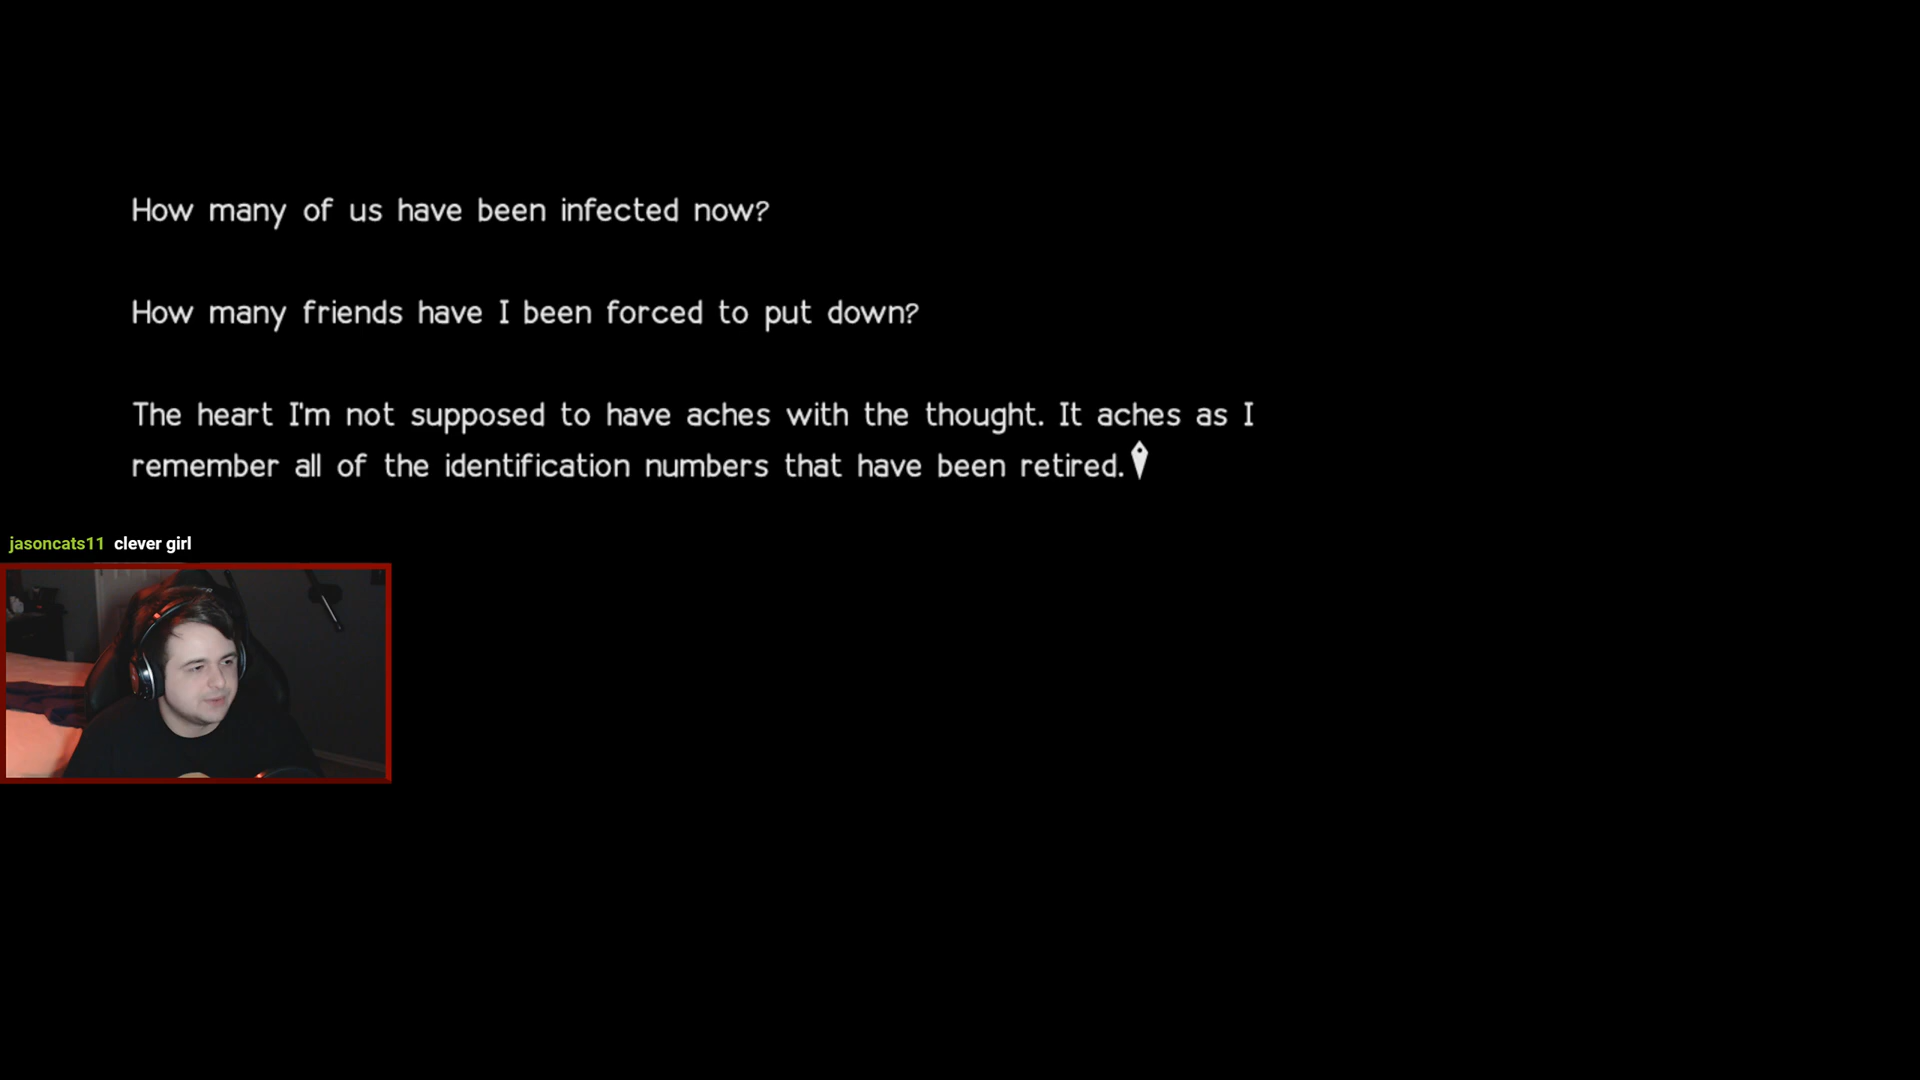 How many of us have been infected now?
How many friends have I been forced to put down?
The heart I'm not supposed to have aches with the thought. It aches as I
remember all of the identification numbers that have been retired.
jasoncats11 clever girl